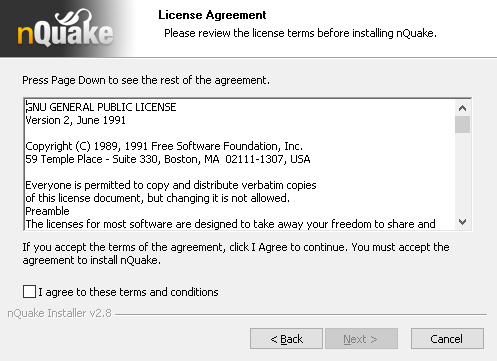 nQuake
License Agreement
Please review the license terms before installing nQuake.
Press Page Down to see the rest of the agreement.
GNU GENERAL PUBLIC LICENSE
Version 2, June 1991
Copyright (C) 1989, 1991 Free Software Foundation, Inc.
59 Temple Place - Suite 330, Boston, MA  02111-1307, USA
Everyone is permitted to copy and distribute verbatim copies
of this license document, but changing it is not allowed.
Preamble
The licenses for most software are designed to take away your freedom to share and
If you accept the terms of the agreement, click I Agree to continue. You must accept the
agreement to install nQuake.
I agree to these terms and conditions
nQuake Installer v2.8
< Back
Next >
Cancel